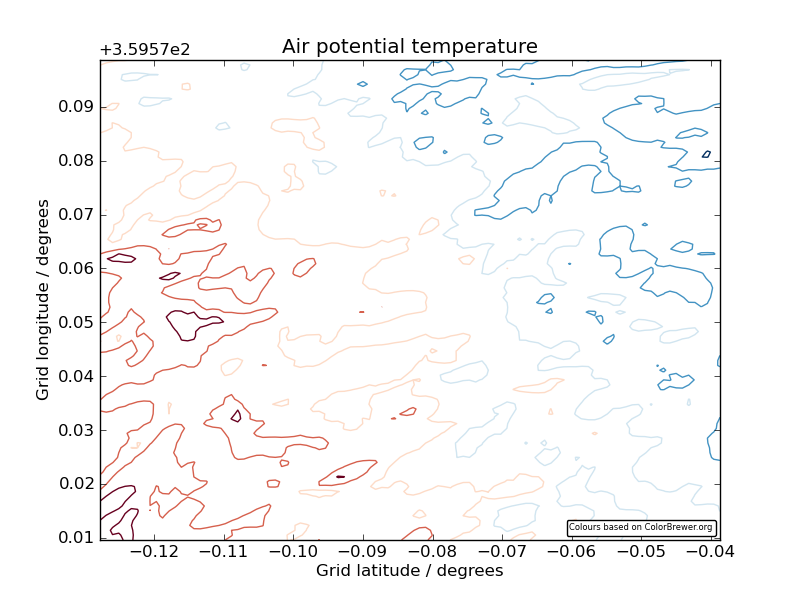 +3.5957e2
Air potential temperature
0.09
0.08
0.07
0.06
0.05
0.04
0.03
0.02
0.01
Grid longitude / degrees
Colours based on ColorBrewer.org
−0.12 −0.11 −0.10 −0.09 −0.08 −0.07 −0.06 −0.05 −0.04
Grid latitude / degrees